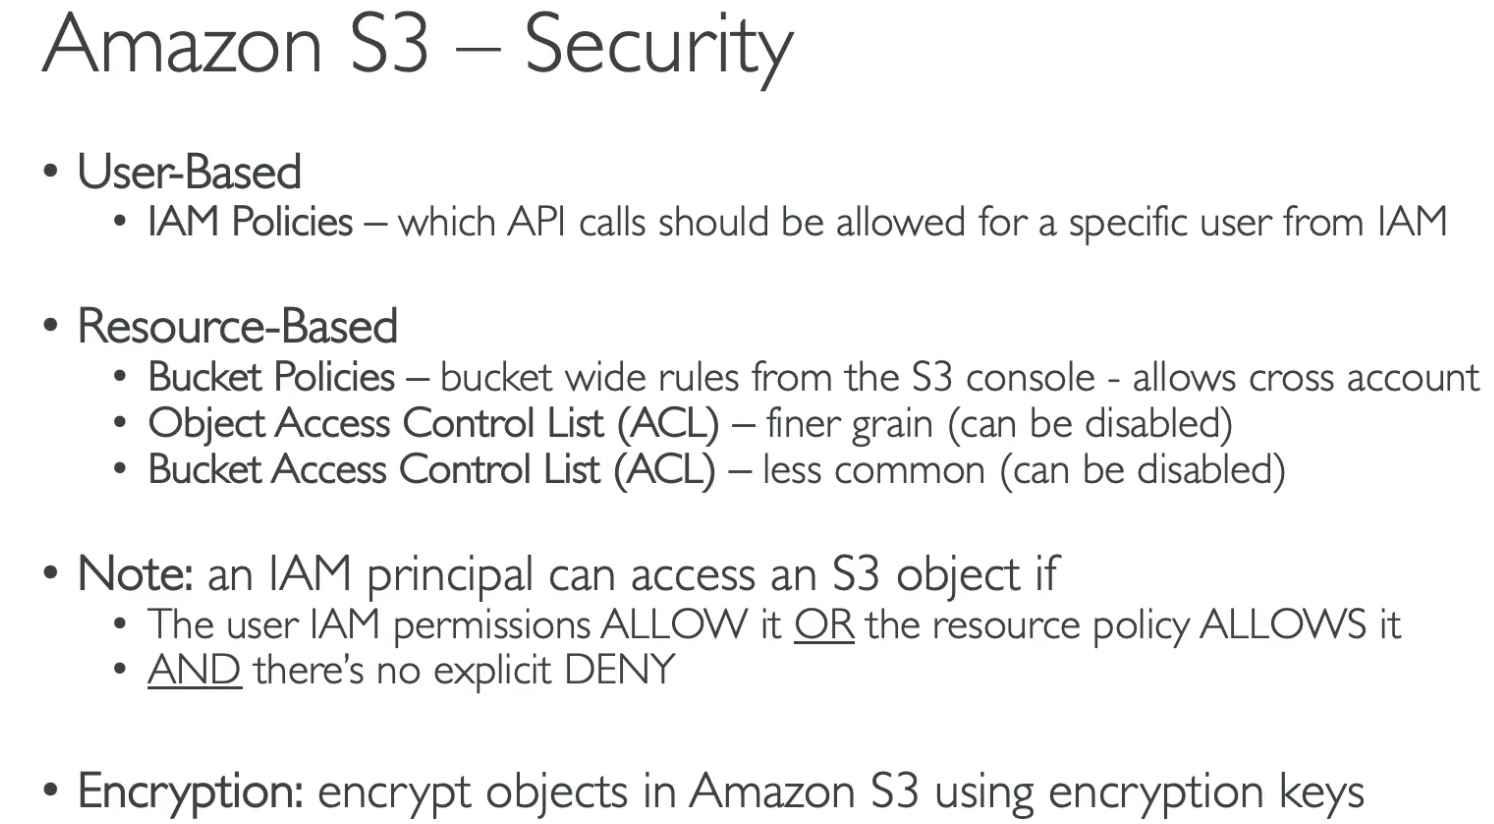 Amazon S3 – Security
• User-Based
• IAM Policies – which API calls should be allowed for a specific user from IAM
• Resource-Based
• Bucket Policies – bucket wide rules from the S3 console - allows cross account
• Object Access Control List (ACL) – finer grain (can be disabled)
• Bucket Access Control List (ACL) – less common (can be disabled)
• Note: an IAM principal can access an S3 object if
• The user IAM permissions ALLOW it OR the resource policy ALLOWS it
• AND there’s no explicit DENY
• Encryption: encrypt objects in Amazon S3 using encryption keys